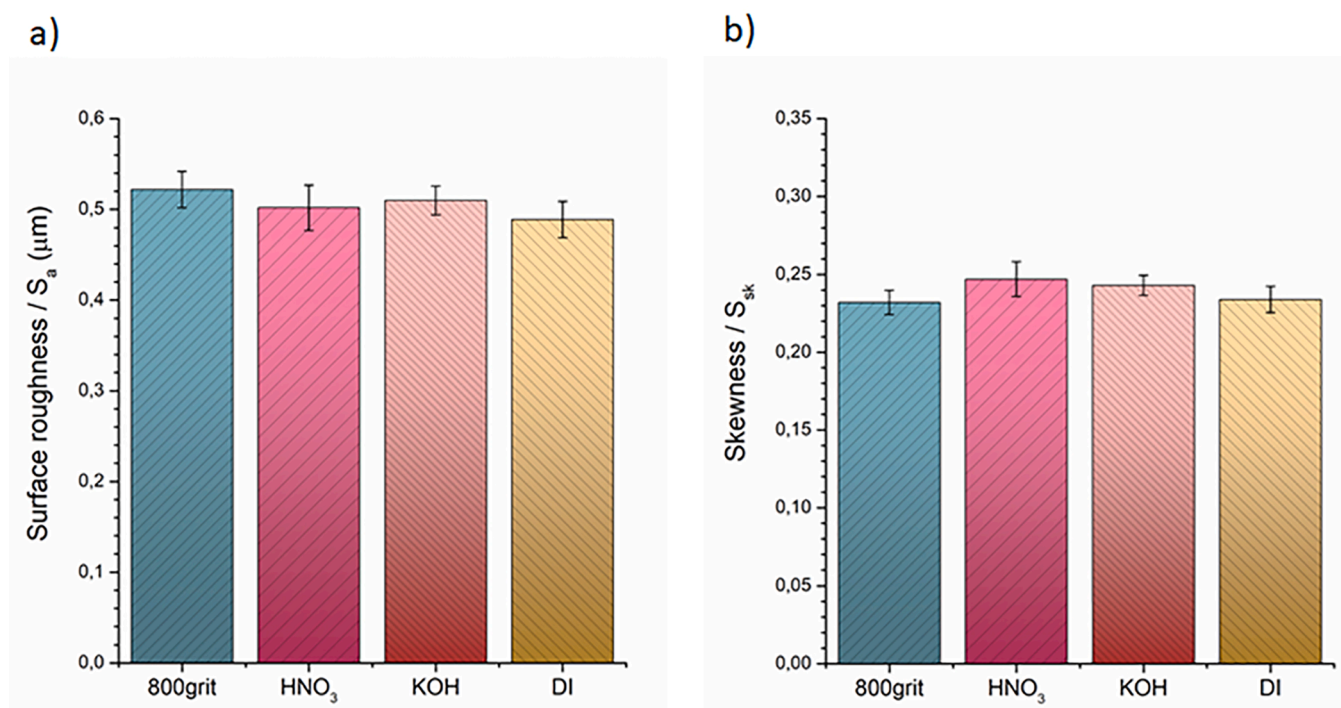 a)
Surface roughness / Sₐ (μm)
0,6
0,5
0,4
0,3
0,2
0,1
0,0
800grit HNO₃ KOH DI
b)
Skewness / Sₛₖ
0,35
0,30
0,25
0,20
0,15
0,10
0,05
0,00
800grit HNO₃ KOH DI